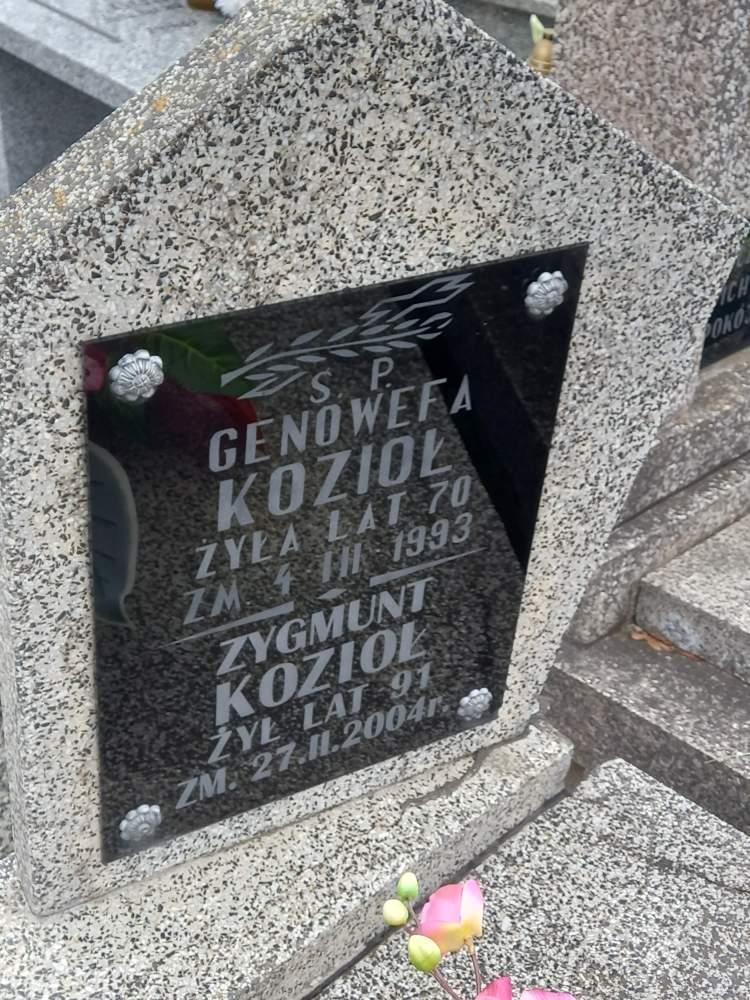 S. P.
GENOWEFA
KOZIOŁ
ŻYŁA LAT 70
ZM 4 III 1993
ZYGMUNT
KOZIOŁ
ŻYŁ LAT 91
ZM. 27.II.2004r.